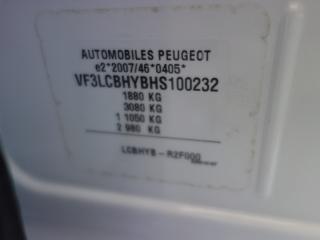 AUTOMOBILES PEUGEOT
e2*2007/46*0405*
VF3LCBHYBHS100232
1880 KG
3080 KG
1 1050 KG
2 980 KG
LCBHYB-R2F000